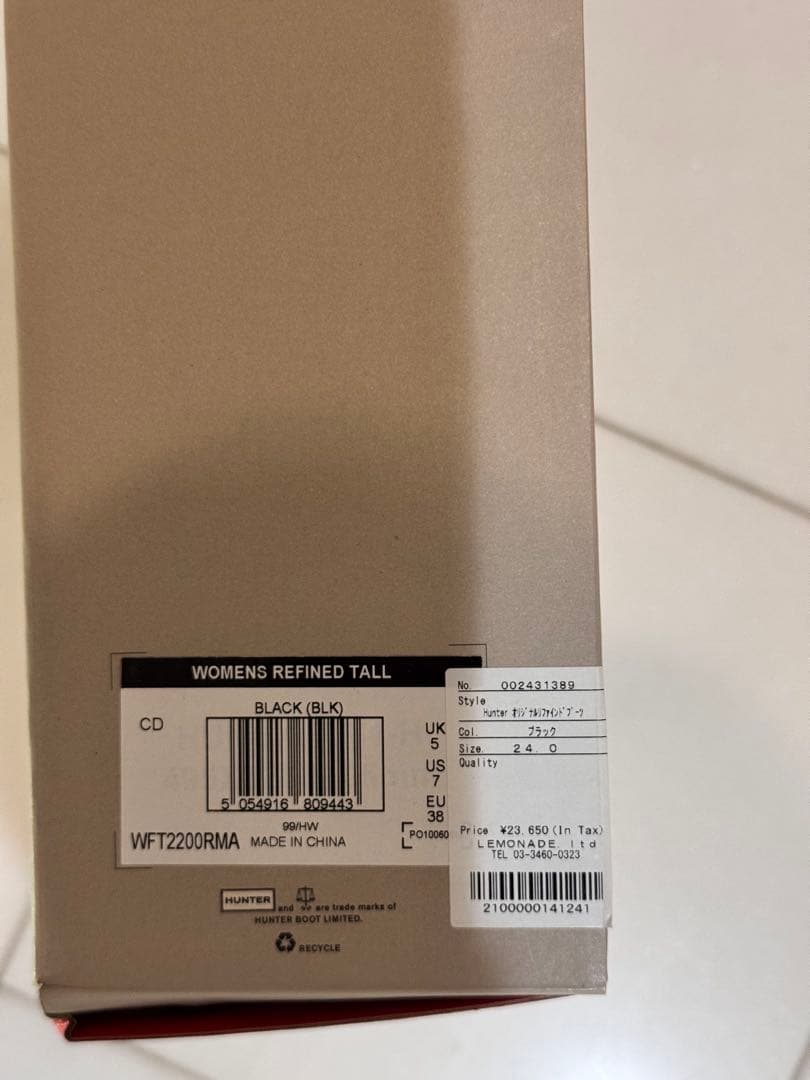 WOMENS REFINED TALL
BLACK (BLK)
CD
UK
5
US
7
EU
38
5 054916 809443
99/HW
WFT2200RMA MADE IN CHINA
PO10060
HUNTER and are trade marks of
HUNTER BOOT LIMITED.
RECYCLE
No. 002431389
Style
Hunter ｵﾘｼﾞﾅﾙﾘﾌｧｲﾝﾄﾞﾌﾞｰﾂ
Col. ブラック
Size. 24.0
Quality
Price ¥23,650(In Tax)
LEMONADE. ltd
TEL 03-3460-0323
2100000141241